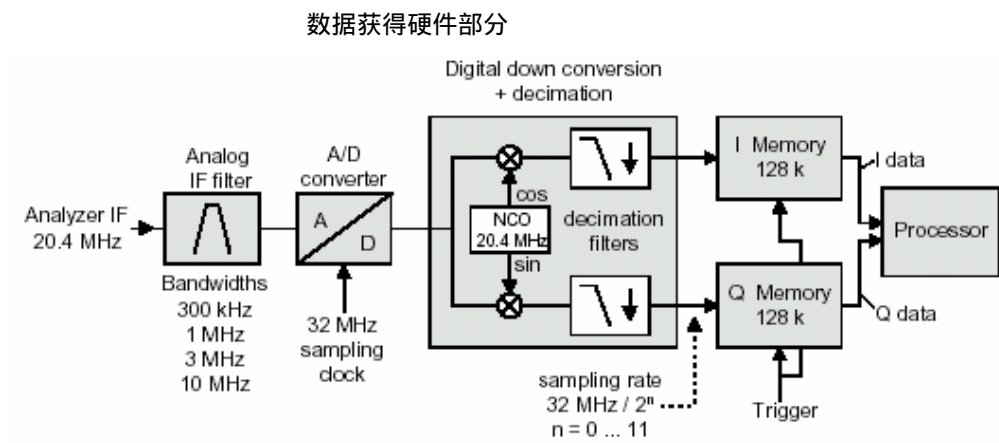 数据获得硬件部分
Digital down conversion
+ decimation
Analyzer IF
20.4 MHz
Analog
IF filter
Bandwidths
300 kHz
1 MHz
3 MHz
10 MHz
A/D
converter
A
D
32 MHz
sampling
clock
cos
NCO
20.4 MHz
sin
decimation
filters
sampling rate
32 MHz / 2ⁿ
n = 0 ... 11
I Memory
128 k
Q Memory
128 k
Trigger
I data
Q data
Processor